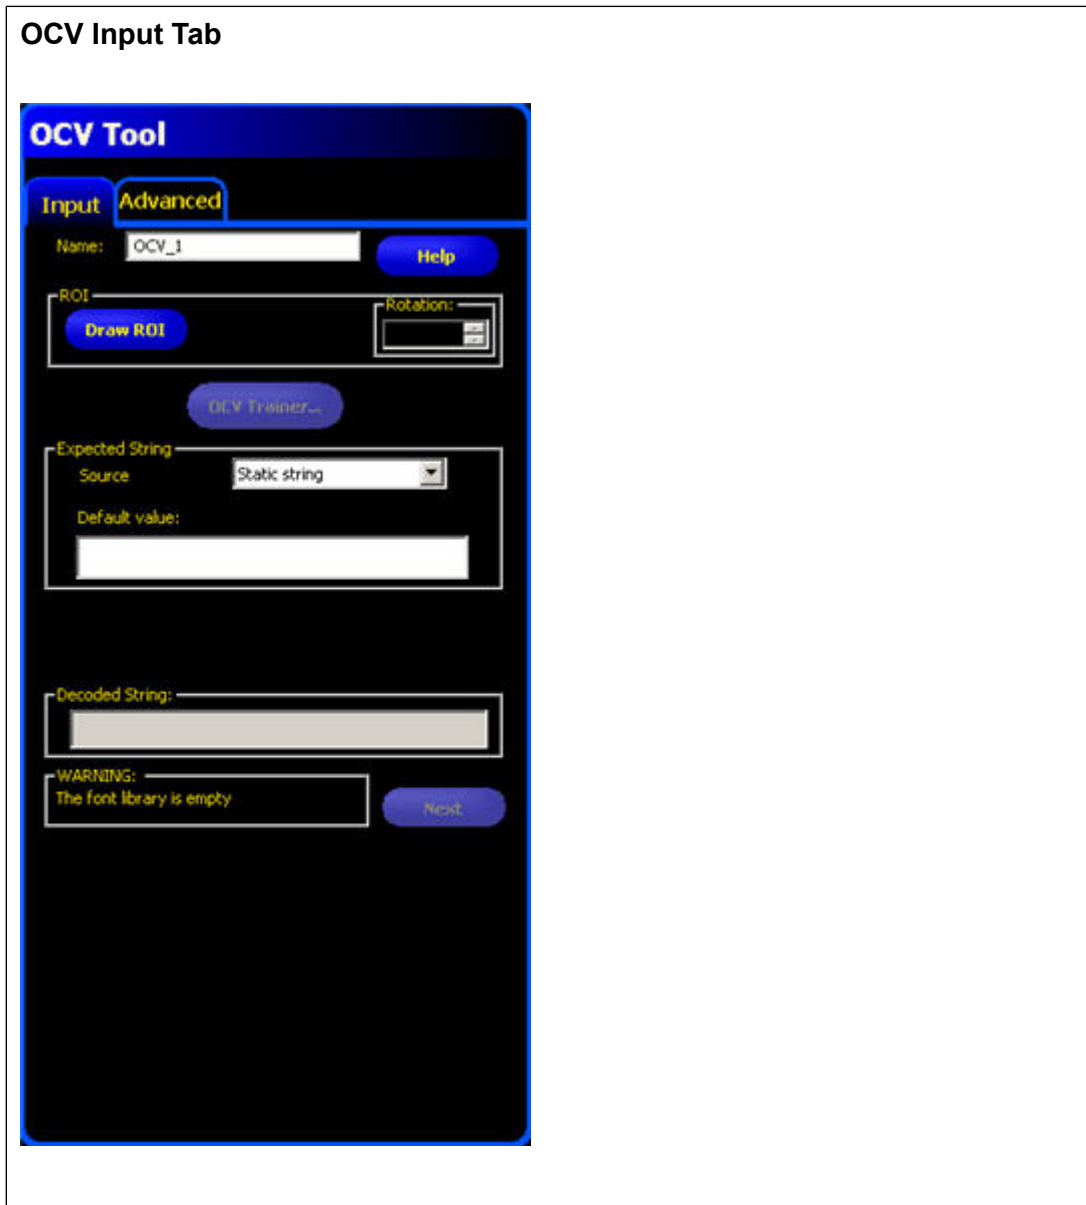 OCV Input Tab
OCV Tool
Input Advanced
Name: OCV_1 Help
ROI
Rotation:
Draw ROI
OCV Trainer...
Expected String
Source Static string
Default value:
Decoded String:
WARNING:
The font library is empty
Next